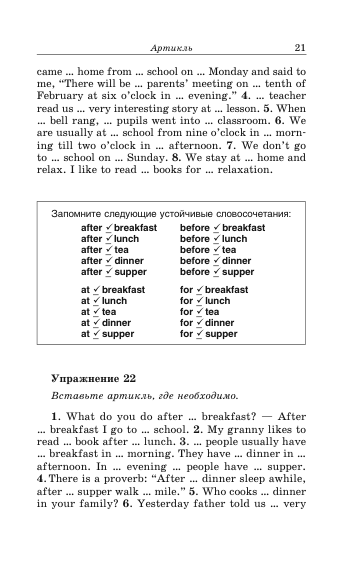 Артикль 21
came ... home from ... school on ... Monday and said to
me, “There will be ... parents’ meeting on ... tenth of
February at six o’clock in ... evening.” 4. ... teacher
read us ... very interesting story at ... lesson. 5. When
... bell rang, ... pupils went into ... classroom. 6. We
are usually at ... school from nine o’clock in ... morn-
ing till two o’clock in ... afternoon. 7. We don’t go
to ... school on ... Sunday. 8. We stay at ... home and
relax. I like to read ... books for ... relaxation.
Запомните следующие устойчивые словосочетания:
after ✓ breakfast before ✓ breakfast
after ✓ lunch before ✓ lunch
after ✓ tea before ✓ tea
after ✓ dinner before ✓ dinner
after ✓ supper before ✓ supper
at ✓ breakfast for ✓ breakfast
at ✓ lunch for ✓ lunch
at ✓ tea for ✓ tea
at ✓ dinner for ✓ dinner
at ✓ supper for ✓ supper
Упражнение 22
Вставьте артикль, где необходимо.
1. What do you do after ... breakfast? — After
... breakfast I go to ... school. 2. My granny likes to
read ... book after ... lunch. 3. ... people usually have
... breakfast in ... morning. They have ... dinner in ...
afternoon. In ... evening ... people have ... supper.
4. There is a proverb: “After ... dinner sleep awhile,
after ... supper walk ... mile.” 5. Who cooks ... dinner
in your family? 6. Yesterday father told us ... very